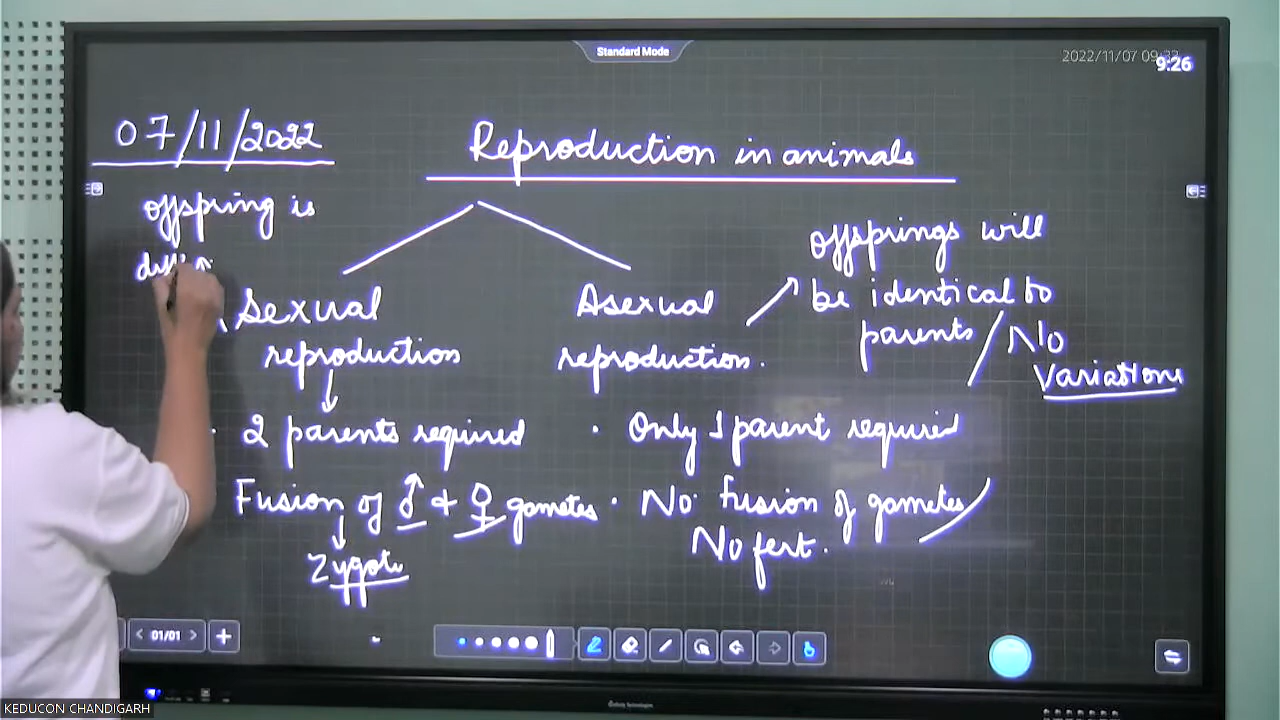 Standard Mode
2022/11/07 09:
9:26
07/11/2022
Reproduction in animals
offspring is
Sexual
reproduction
2 parents required
Fusion of ♂ + ♀ gametes
Zygote
Asexual
reproduction.
Only 1 parent required
No fusion of gametes
No fert.
offsprings will
be identical to
parents / No
Variations
01/01
KEDUCON CHANDIGARH